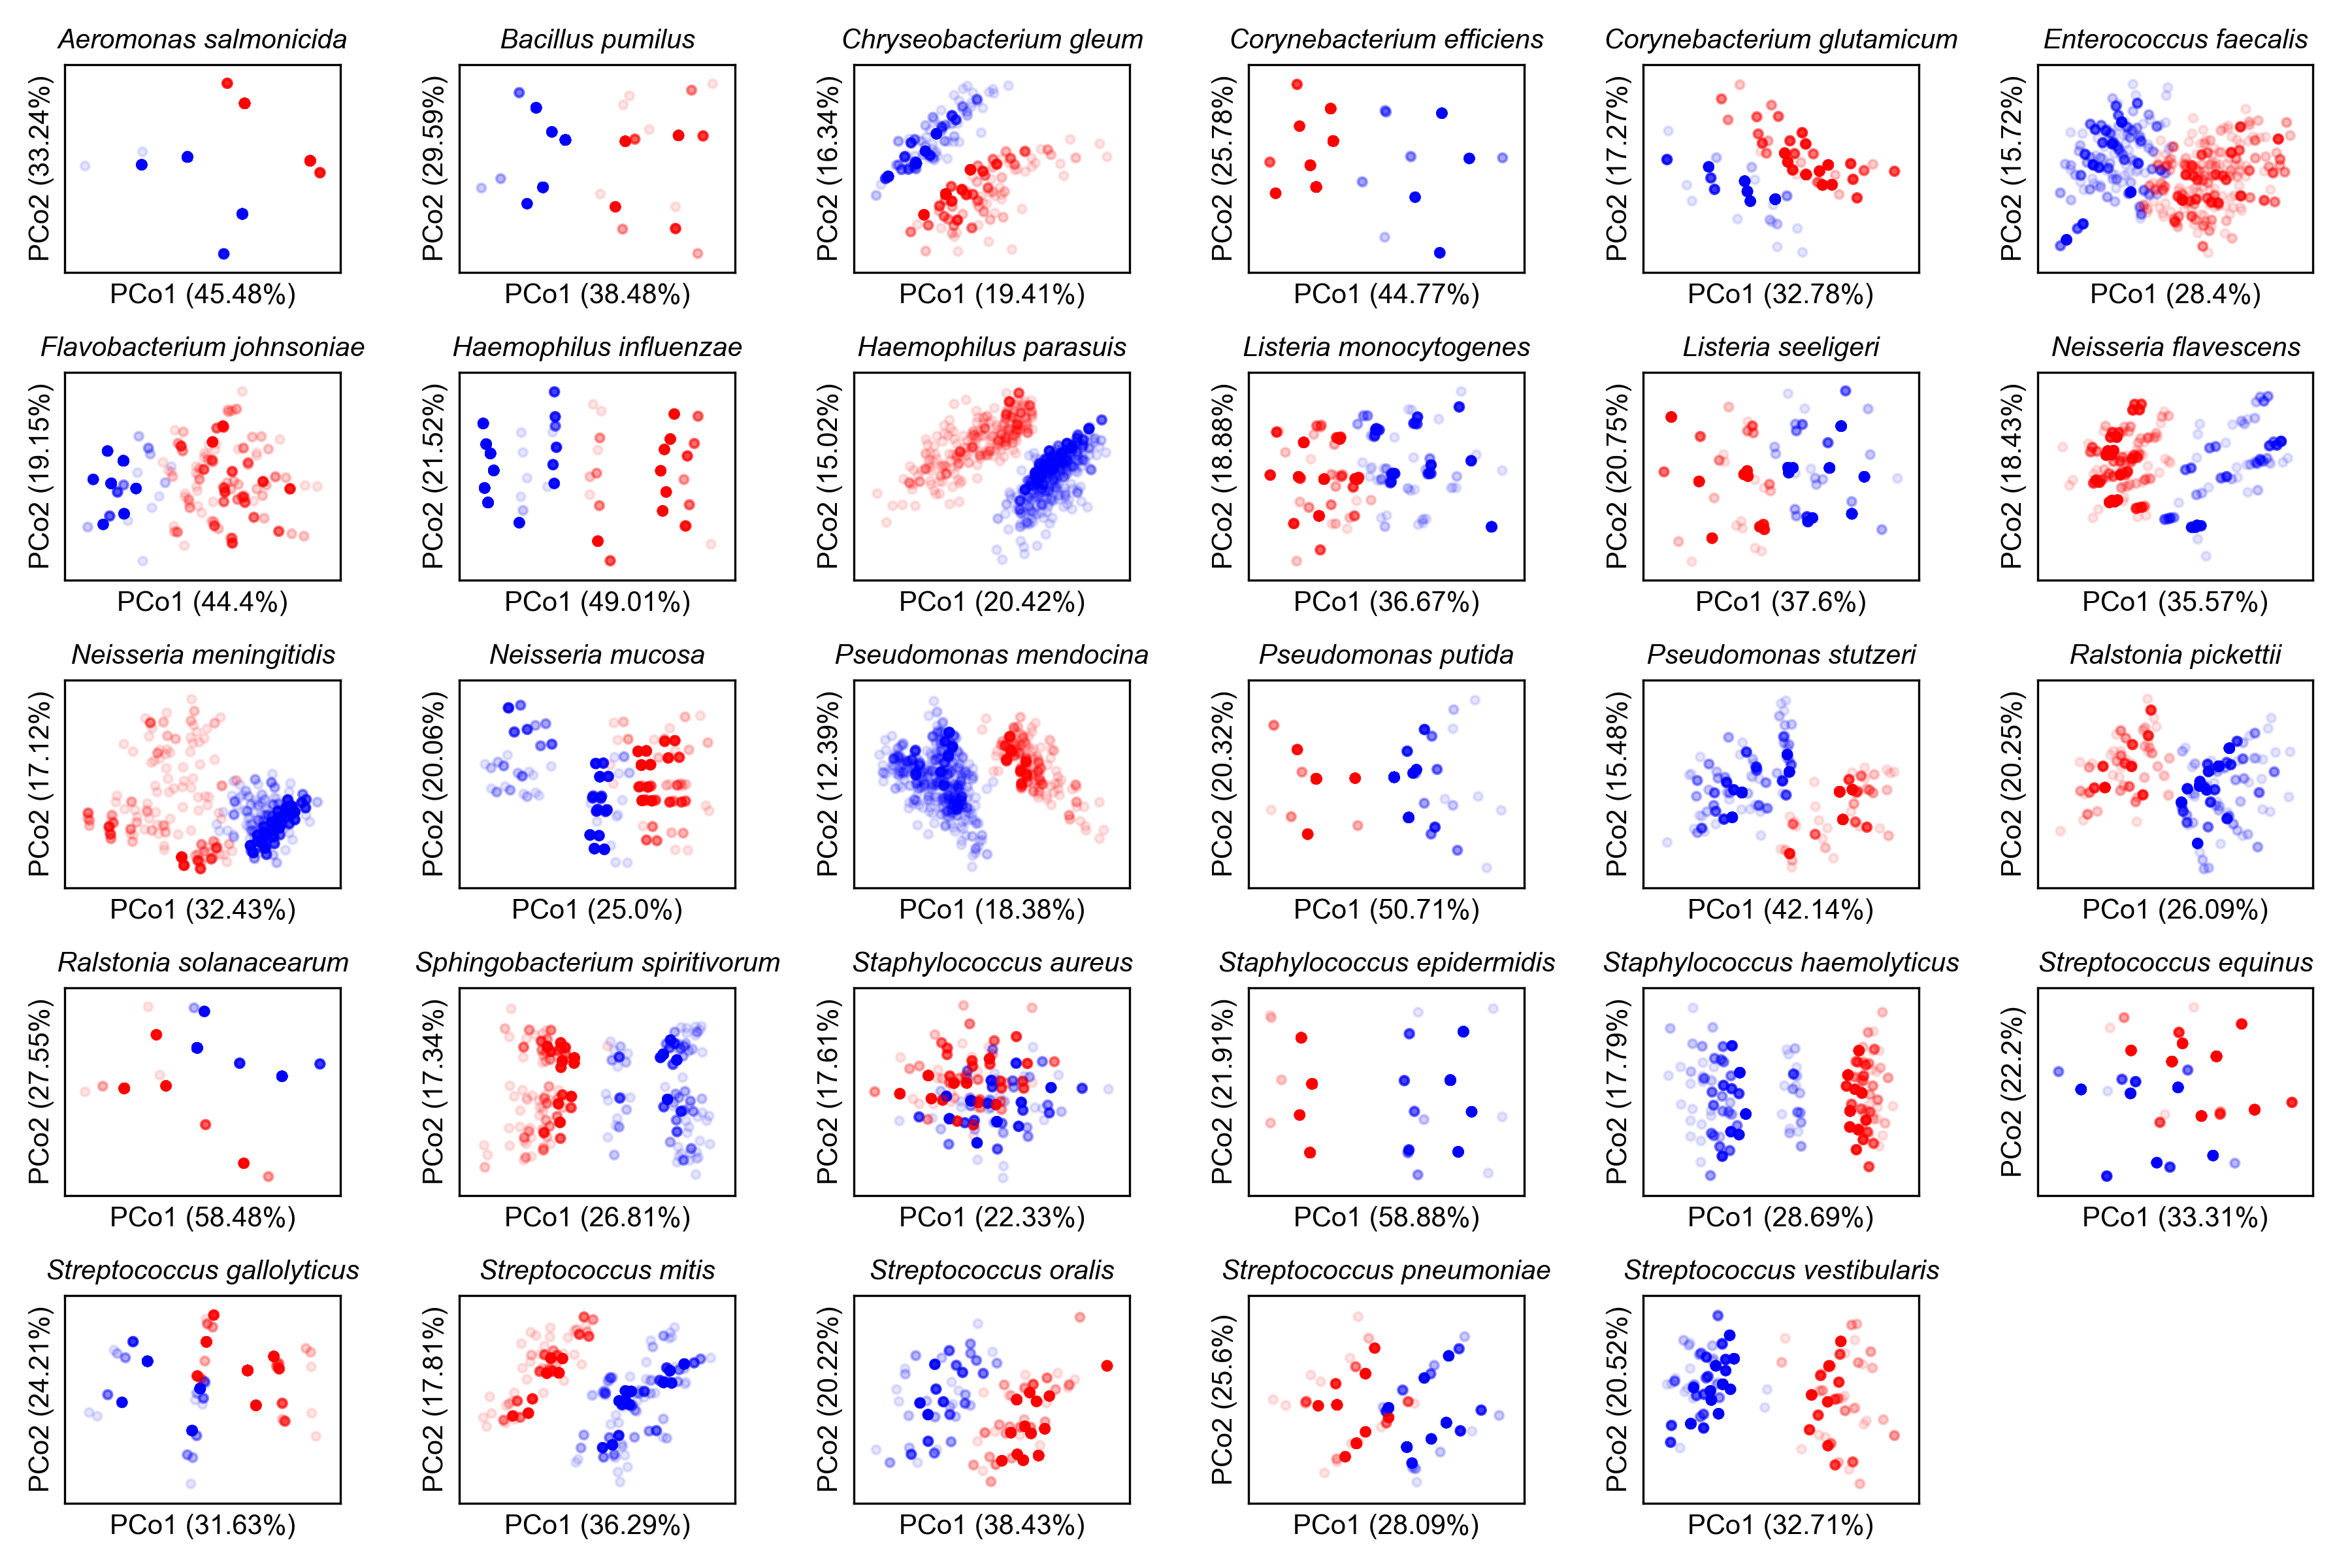 Aeromonas salmonicida
PCo2 (33.24%)
PCo1 (45.48%)
Bacillus pumilus
PCo2 (29.59%)
PCo1 (38.48%)
Chryseobacterium gleum
PCo2 (16.34%)
PCo1 (19.41%)
Corynebacterium efficiens
PCo2 (25.78%)
PCo1 (44.77%)
Corynebacterium glutamicum
PCo2 (17.27%)
PCo1 (32.78%)
Enterococcus faecalis
PCo2 (15.72%)
PCo1 (28.4%)
Flavobacterium johnsoniae
PCo2 (19.15%)
PCo1 (44.4%)
Haemophilus influenzae
PCo2 (21.52%)
PCo1 (49.01%)
Haemophilus parasuis
PCo2 (15.02%)
PCo1 (20.42%)
Listeria monocytogenes
PCo2 (18.88%)
PCo1 (36.67%)
Listeria seeligeri
PCo2 (20.75%)
PCo1 (37.6%)
Neisseria flavescens
PCo2 (18.43%)
PCo1 (35.57%)
Neisseria meningitidis
PCo2 (17.12%)
PCo1 (32.43%)
Neisseria mucosa
PCo2 (20.06%)
PCo1 (25.0%)
Pseudomonas mendocina
PCo2 (12.39%)
PCo1 (18.38%)
Pseudomonas putida
PCo2 (20.32%)
PCo1 (50.71%)
Pseudomonas stutzeri
PCo2 (15.48%)
PCo1 (42.14%)
Ralstonia pickettii
PCo2 (20.25%)
PCo1 (26.09%)
Ralstonia solanacearum
PCo2 (27.55%)
PCo1 (58.48%)
Sphingobacterium spiritivorum
PCo2 (17.34%)
PCo1 (26.81%)
Staphylococcus aureus
PCo2 (17.61%)
PCo1 (22.33%)
Staphylococcus epidermidis
PCo2 (21.91%)
PCo1 (58.88%)
Staphylococcus haemolyticus
PCo2 (17.79%)
PCo1 (28.69%)
Streptococcus equinus
PCo2 (22.2%)
PCo1 (33.31%)
Streptococcus gallolyticus
PCo2 (24.21%)
PCo1 (31.63%)
Streptococcus mitis
PCo2 (17.81%)
PCo1 (36.29%)
Streptococcus oralis
PCo2 (20.22%)
PCo1 (38.43%)
Streptococcus pneumoniae
PCo2 (25.6%)
PCo1 (28.09%)
Streptococcus vestibularis
PCo2 (20.52%)
PCo1 (32.71%)